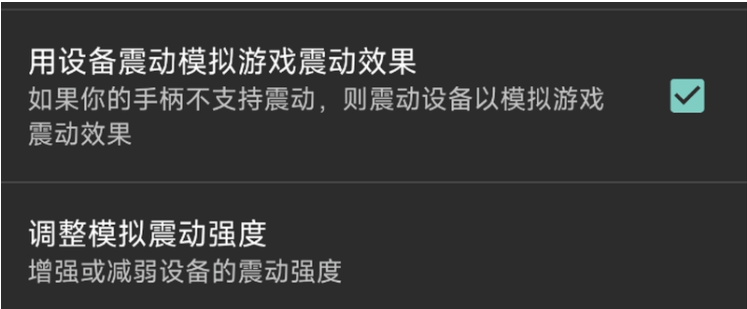 用设备震动模拟游戏震动效果
如果你的手柄不支持震动，则震动设备以模拟游戏
震动效果
调整模拟震动强度
增强或减弱设备的震动强度